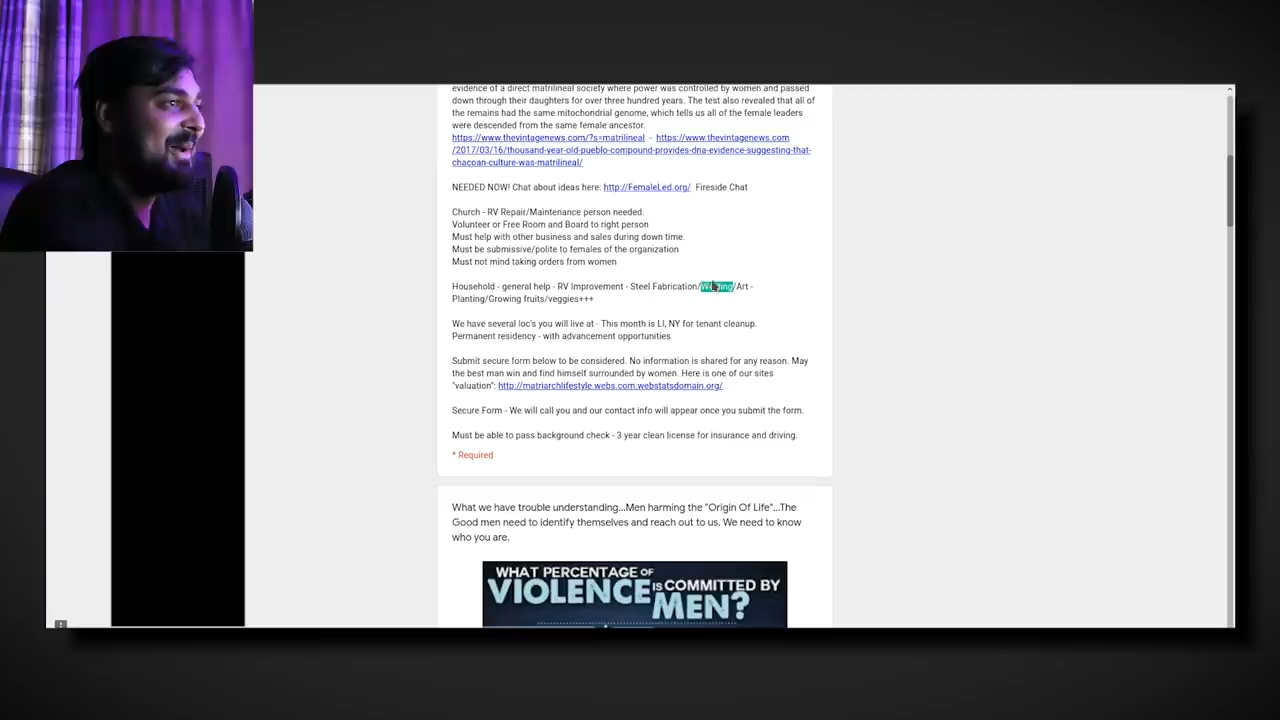 evidence of a direct matrilineal society where power was controlled by women and passed
down through their daughters for over three hundred years. The test also revealed that all of
the remains had the same mitochondrial genome, which tells us all of the female leaders
were descended from the same female ancestor.
https://www.thevintagenews.com/?s=matrilineal - https://www.thevintagenews.com
/2017/03/16/thousand-year-old-pueblo-compound-provides-dna-evidence-suggesting-that-
chacoan-culture-was-matrilineal/
NEEDED NOW! Chat about ideas here: http://FemaleLed.org/ Fireside Chat
Church - RV Repair/Maintenance person needed.
Volunteer or Free Room and Board to right person
Must help with other business and sales during down time.
Must be submissive/polite to females of the organization
Must not mind taking orders from women
Household - general help - RV Improvement - Steel Fabrication/Welding/Art -
Planting/Growing fruits/veggies+++
We have several loc's you will live at - This month is LI, NY for tenant cleanup.
Permanent residency - with advancement opportunities
Submit secure form below to be considered. No information is shared for any reason. May
the best man win and find himself surrounded by women. Here is one of our sites
"valuation": http://matriarchlifestyle.webs.com.webstatsdomain.org/
Secure Form - We will call you and our contact info will appear once you submit the form.
Must be able to pass background check - 3 year clean license for insurance and driving.
* Required
What we have trouble understanding...Men harming the "Origin Of Life"...The
Good men need to identify themselves and reach out to us. We need to know
who you are.
WHAT PERCENTAGE OF
VIOLENCE IS COMMITTED BY
MEN?